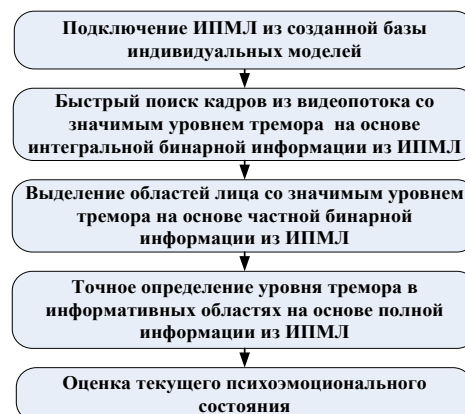 Подключение ИПМЛ из созданной базы
индивидуальных моделей
Быстрый поиск кадров из видеопотока со
значимым уровнем тремора на основе
интегральной бинарной информации из ИПМЛ
Выделение областей лица со значимым уровнем
тремора на основе частной бинарной
информации из ИПМЛ
Точное определение уровня тремора в
информативных областях на основе полной
информации из ИПМЛ
Оценка текущего психоэмоционального
состояния